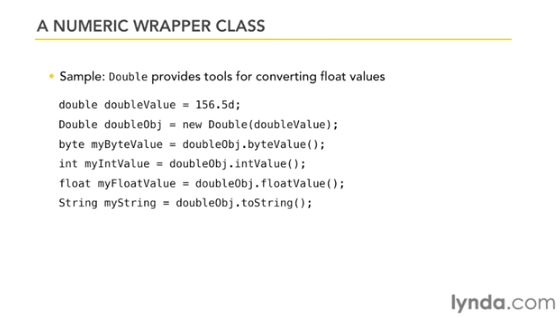 A NUMERIC WRAPPER CLASS
Sample: Double provides tools for converting float values
double doubleValue = 156.5d;
Double doubleObj = new Double(doubleValue);
byte myByteValue = doubleObj.byteValue();
int myIntValue = doubleObj.intValue();
float myFloatValue = doubleObj.floatValue();
String myString = doubleObj.toString();
lynda.com